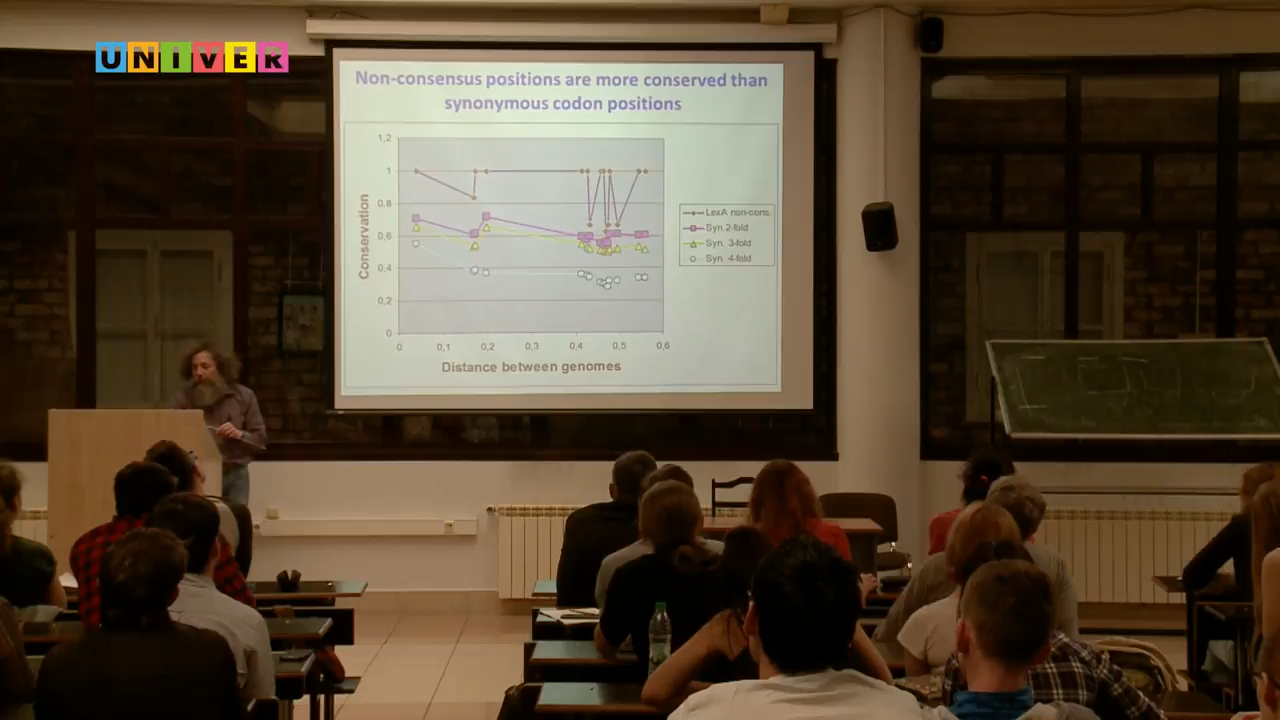 UNIVER
Non-consensus positions are more conserved than
synonymous codon positions
1,2
1
0,8
0,6
0,4
0,2
0
Conservation
0 0,1 0,2 0,3 0,4 0,5 0,6
Distance between genomes
LexA non-cons.
Syn 2-fold
Syn. 3-fold
Syn. 4-fold